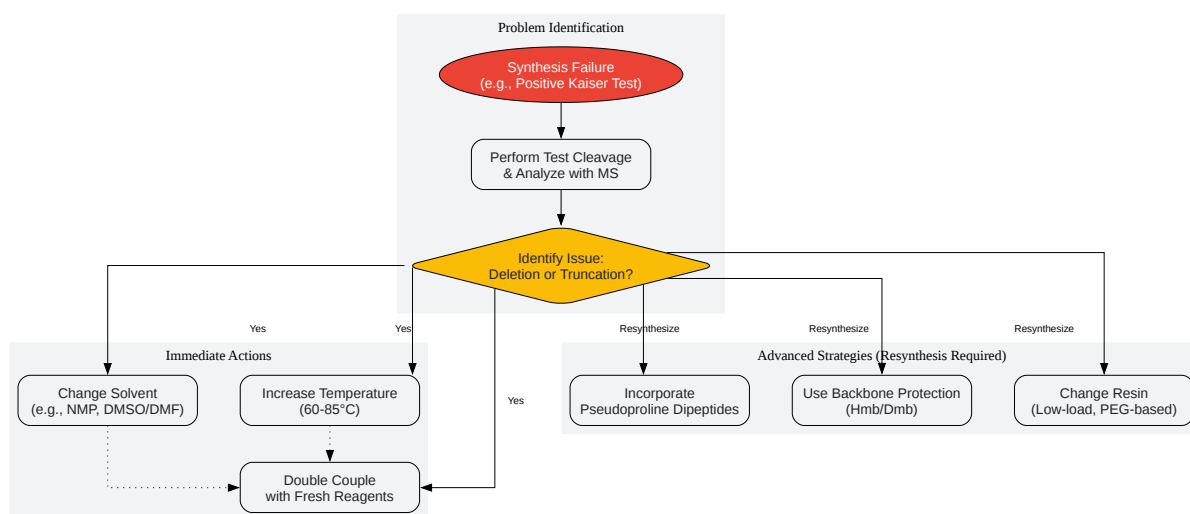 Problem Identification
Synthesis Failure
(e.g., Positive Kaiser Test)
Perform Test Cleavage
& Analyze with MS
Identify Issue:
Deletion or Truncation?
Yes
Yes
Resynthesize
Resynthesize
Resynthesize
Immediate Actions
Advanced Strategies (Resynthesis Required)
Change Solvent
(e.g., NMP, DMSO/DMF)
Increase Temperature
(60-85°C)
Yes
Incorporate
Pseudoproline Dipeptides
Use Backbone Protection
(Hmb/Dmb)
Change Resin
(Low-load, PEG-based)
Double Couple
with Fresh Reagents